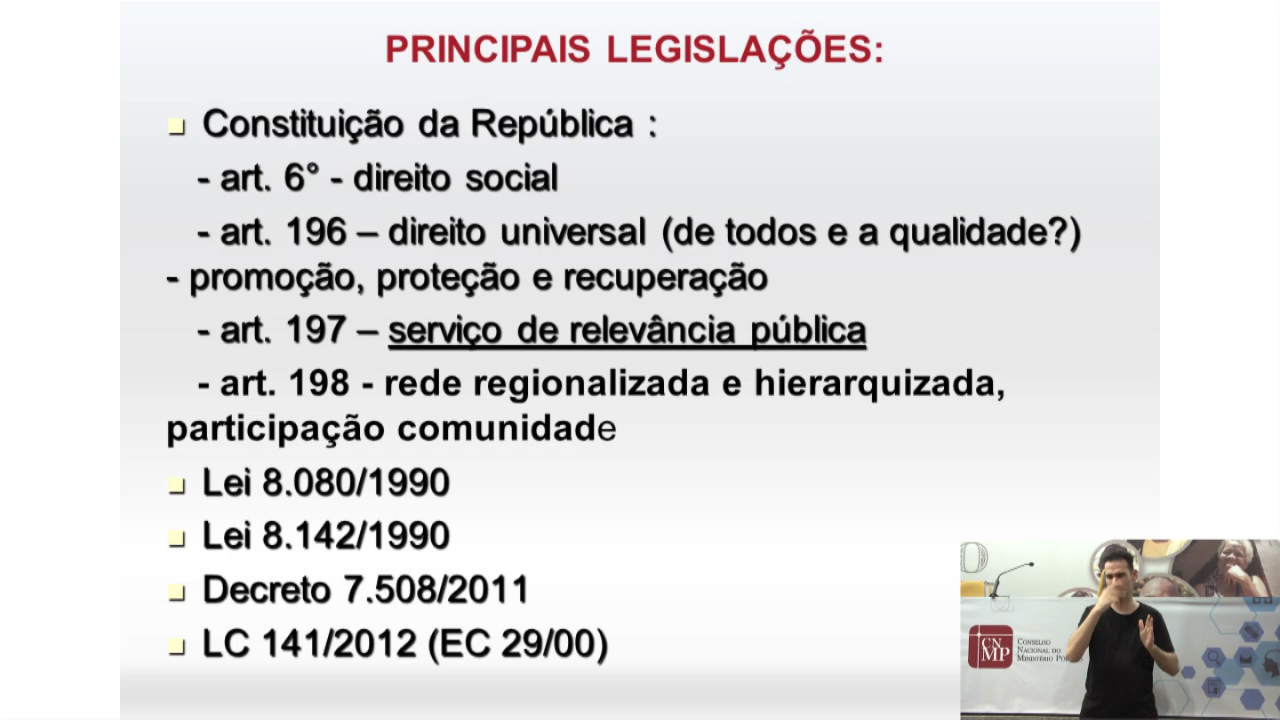 PRINCIPAIS LEGISLAÇÕES:
Constituição da República :
- art. 6° - direito social
- art. 196 – direito universal (de todos e a qualidade?)
- promoção, proteção e recuperação
- art. 197 – serviço de relevância pública
- art. 198 - rede regionalizada e hierarquizada,
participação comunidade
Lei 8.080/1990
Lei 8.142/1990
Decreto 7.508/2011
LC 141/2012 (EC 29/00)
CN
MP
CONSELHO
NACIONAL DO
MINISTÉRIO